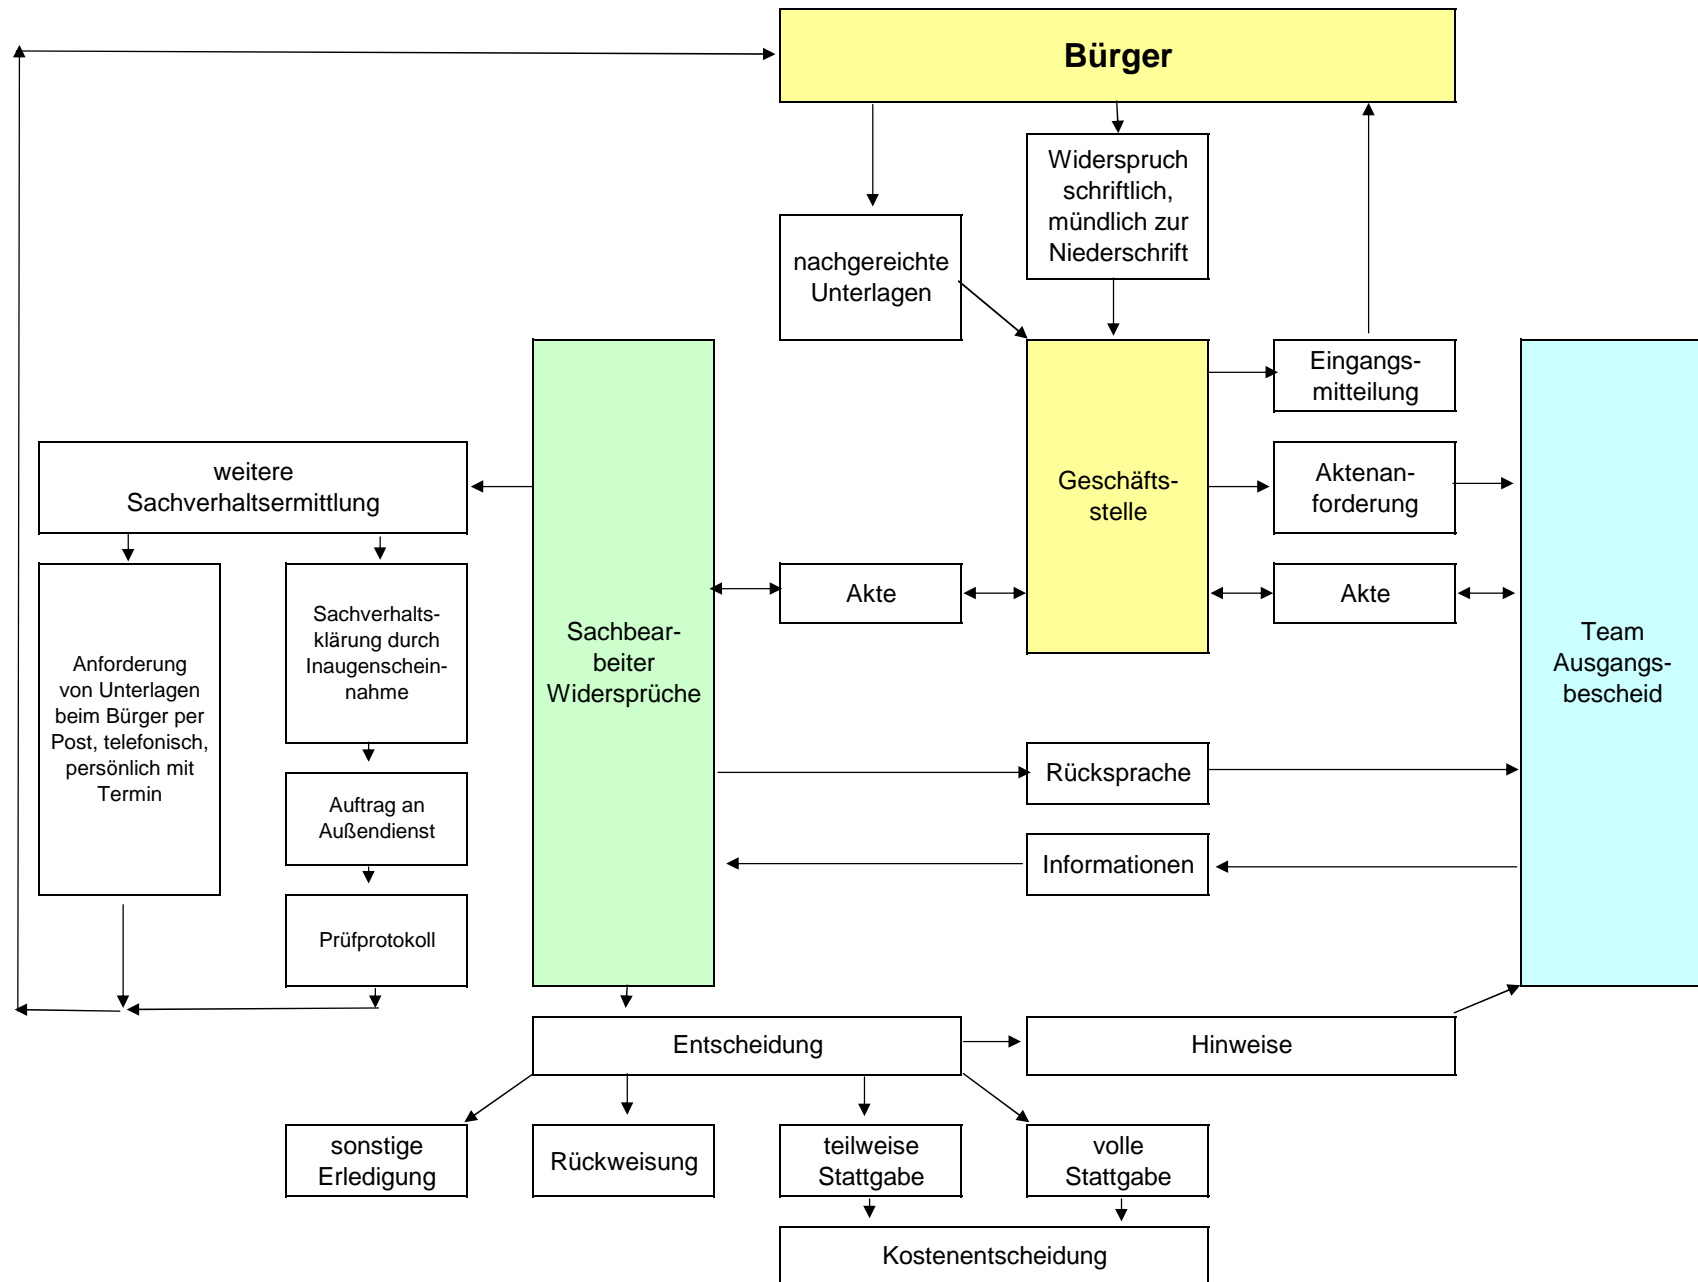 Bürger
Widerspruch
schriftlich,
mündlich zur
Niederschrift
nachgereichte
Unterlagen
Eingangs-
mitteilung
weitere
Sachverhaltsermittlung
Geschäfts-
stelle
Aktenan-
forderung
Akte
Akte
Sachverhalts-
klärung durch
Inaugenschein-
nahme
Anforderung
von Unterlagen
beim Bürger per
Post, telefonisch,
persönlich mit
Termin
Sachbear-
beiter
Widersprüche
Team
Ausgangs-
bescheid
Rücksprache
Auftrag an
Außendienst
Informationen
Prüfprotokoll
Entscheidung
Hinweise
sonstige
Erledigung
Rückweisung
teilweise
Stattgabe
volle
Stattgabe
Kostenentscheidung